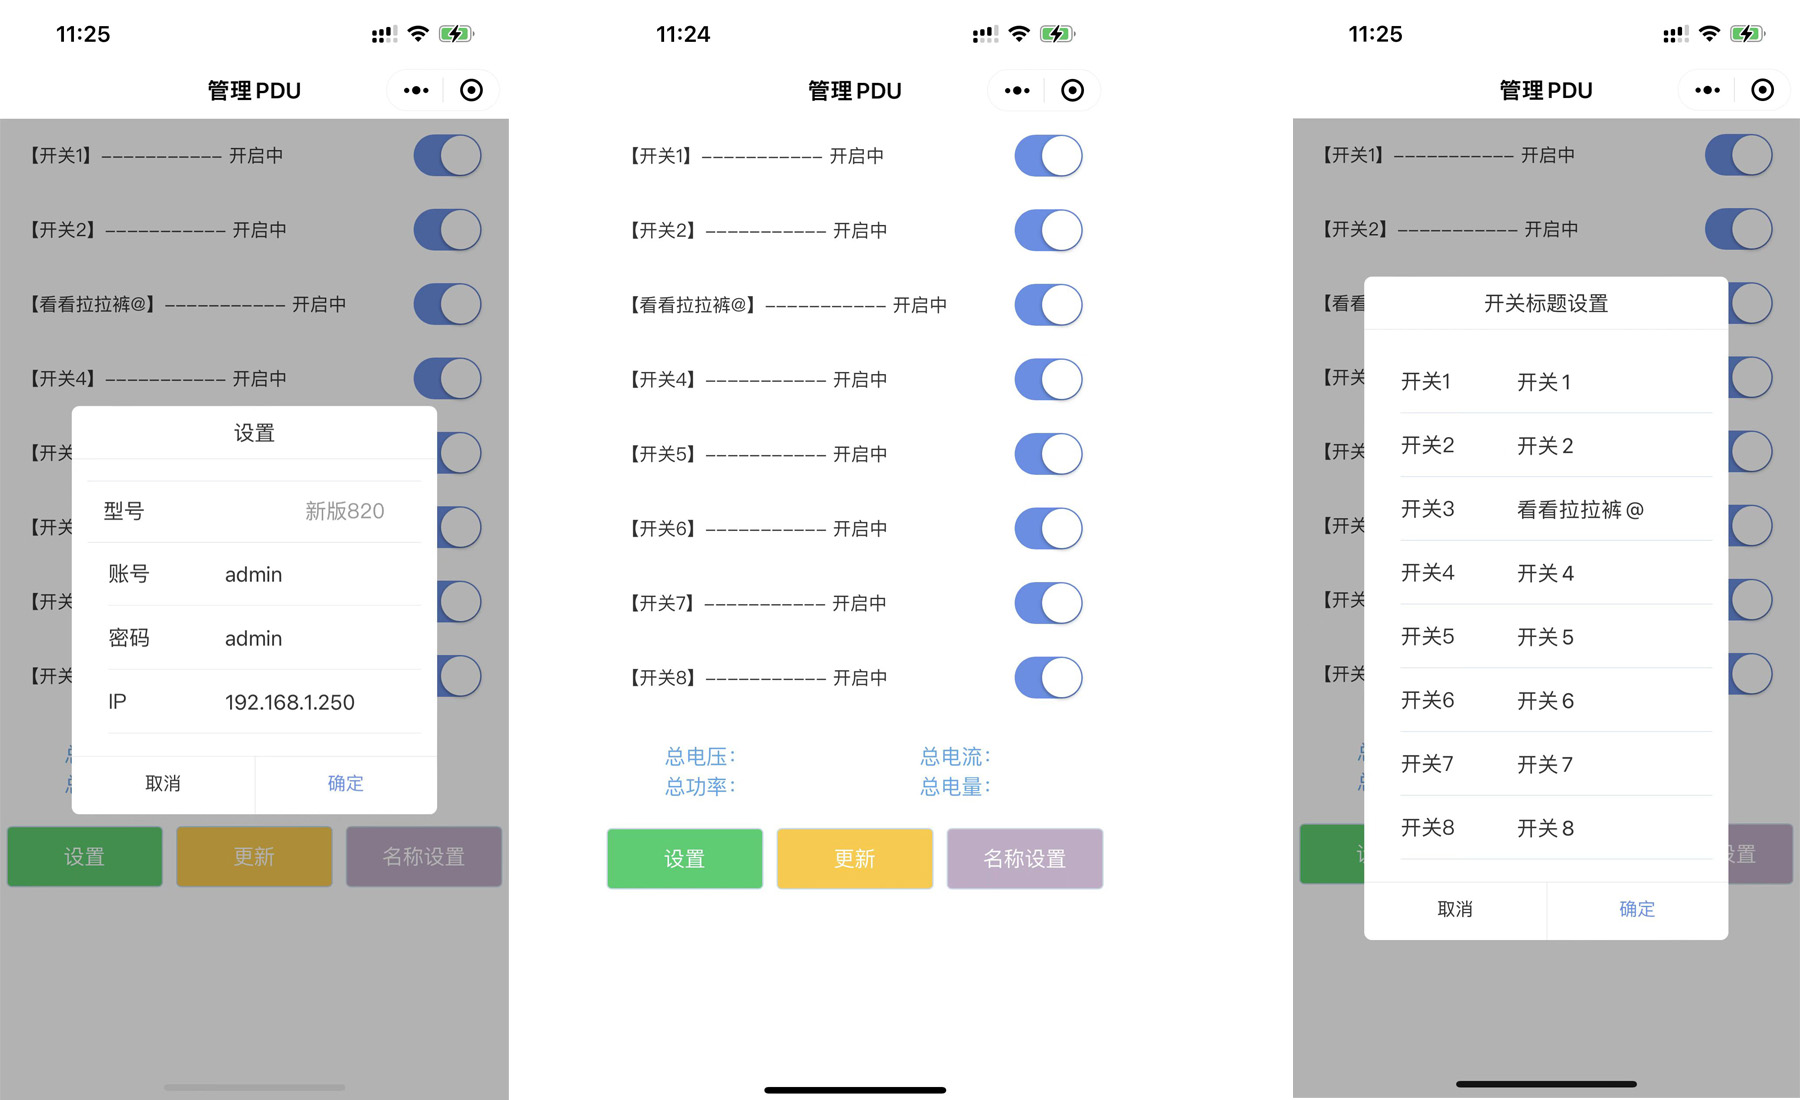 11:25
管理PDU
【开关1】----------- 开启中
【开关2】----------- 开启中
【看看拉拉裤@】----------- 开启中
【开关4】----------- 开启中
【开关
【开关
【开关
【开关
设置
型号 新版820
账号 admin
密码 admin
IP 192.168.1.250
取消 确定
设置 更新 名称设置
11:24
管理PDU
【开关1】----------- 开启中
【开关2】----------- 开启中
【看看拉拉裤@】----------- 开启中
【开关4】----------- 开启中
【开关5】----------- 开启中
【开关6】----------- 开启中
【开关7】----------- 开启中
【开关8】----------- 开启中
总电压: 总电流:
总功率: 总电量:
设置 更新 名称设置
11:25
管理PDU
【开关1】----------- 开启中
【开关2】----------- 开启中
【看看
【开关
【开关
【开关
【开关
【开关
开关标题设置
开关1 开关1
开关2 开关2
开关3 看看拉拉裤@
开关4 开关4
开关5 开关5
开关6 开关6
开关7 开关7
开关8 开关8
取消 确定
置